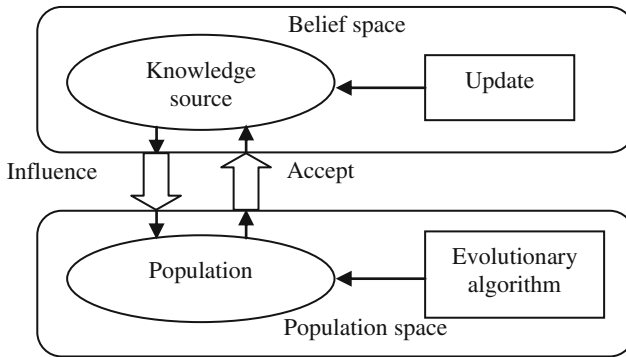 Belief space
Knowledge
source
Update
Influence
Accept
Population
Evolutionary
algorithm
Population space